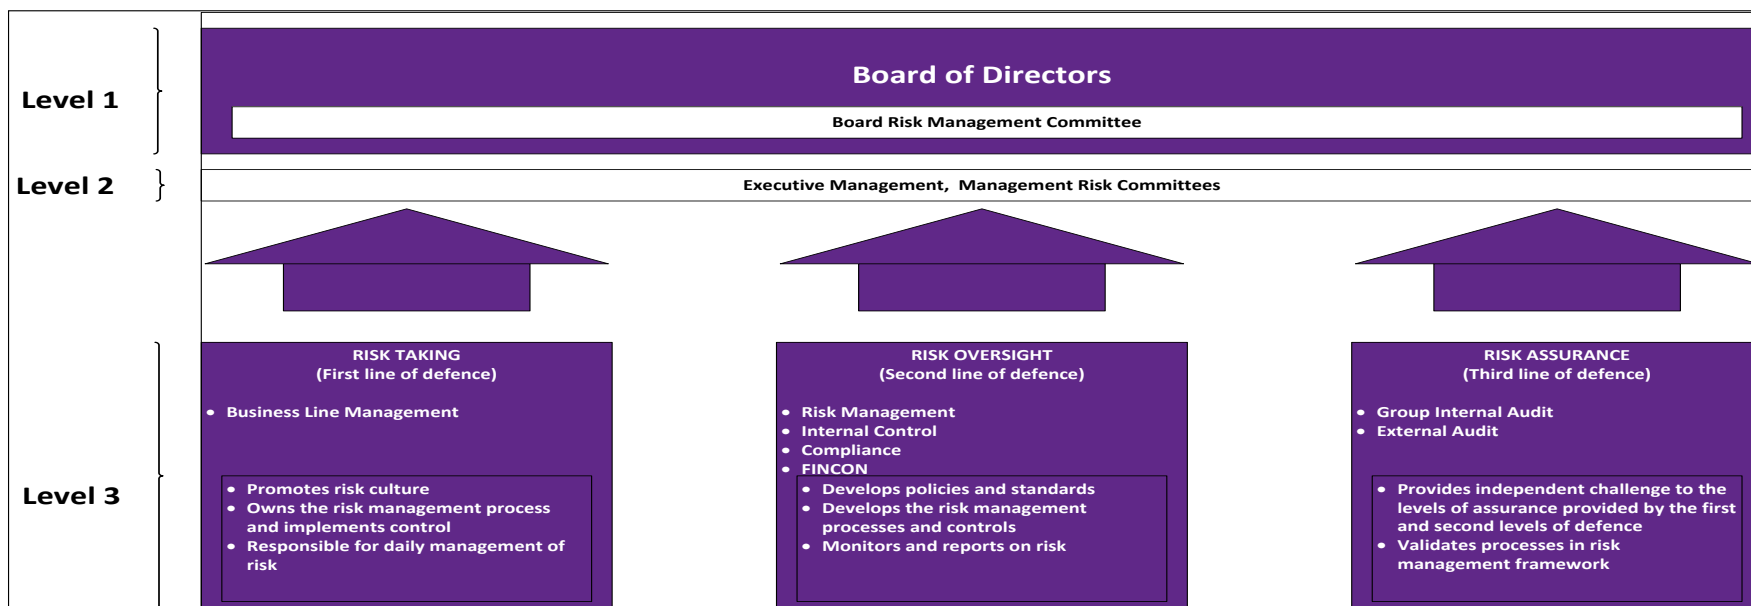 Level 1
Board of Directors
Board Risk Management Committee
Level 2
Executive Management,  Management Risk Committees
Level 3
RISK TAKING
(First line of defence)
• Business Line Management
• Promotes risk culture
• Owns the risk management process
and implements control
• Responsible for daily management of
risk
RISK OVERSIGHT
(Second line of defence)
• Risk Management
• Internal Control
• Compliance
• FINCON
• Develops policies and standards
• Develops the risk management
processes and controls
• Monitors and reports on risk
RISK ASSURANCE
(Third line of defence)
• Group Internal Audit
• External Audit
• Provides independent challenge to the
levels of assurance provided by the first
and second levels of defence
• Validates processes in risk
management framework